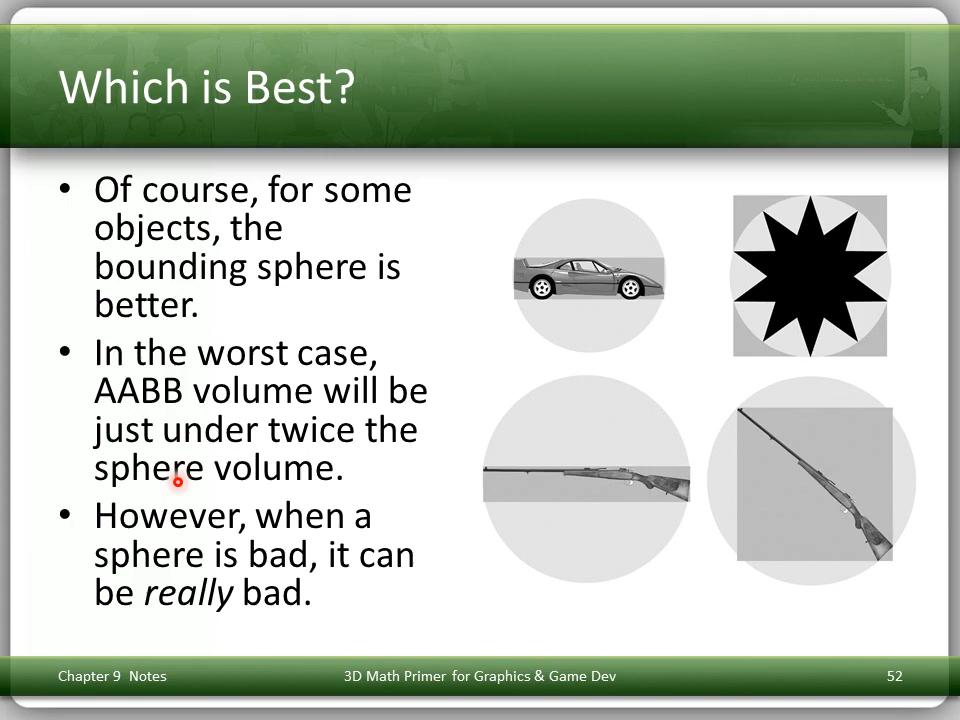 Which is Best?
• Of course, for some
objects, the
bounding sphere is
better.
• In the worst case,
AABB volume will be
just under twice the
sphere volume.
• However, when a
sphere is bad, it can
be really bad.
Chapter 9 Notes
3D Math Primer for Graphics & Game Dev
52